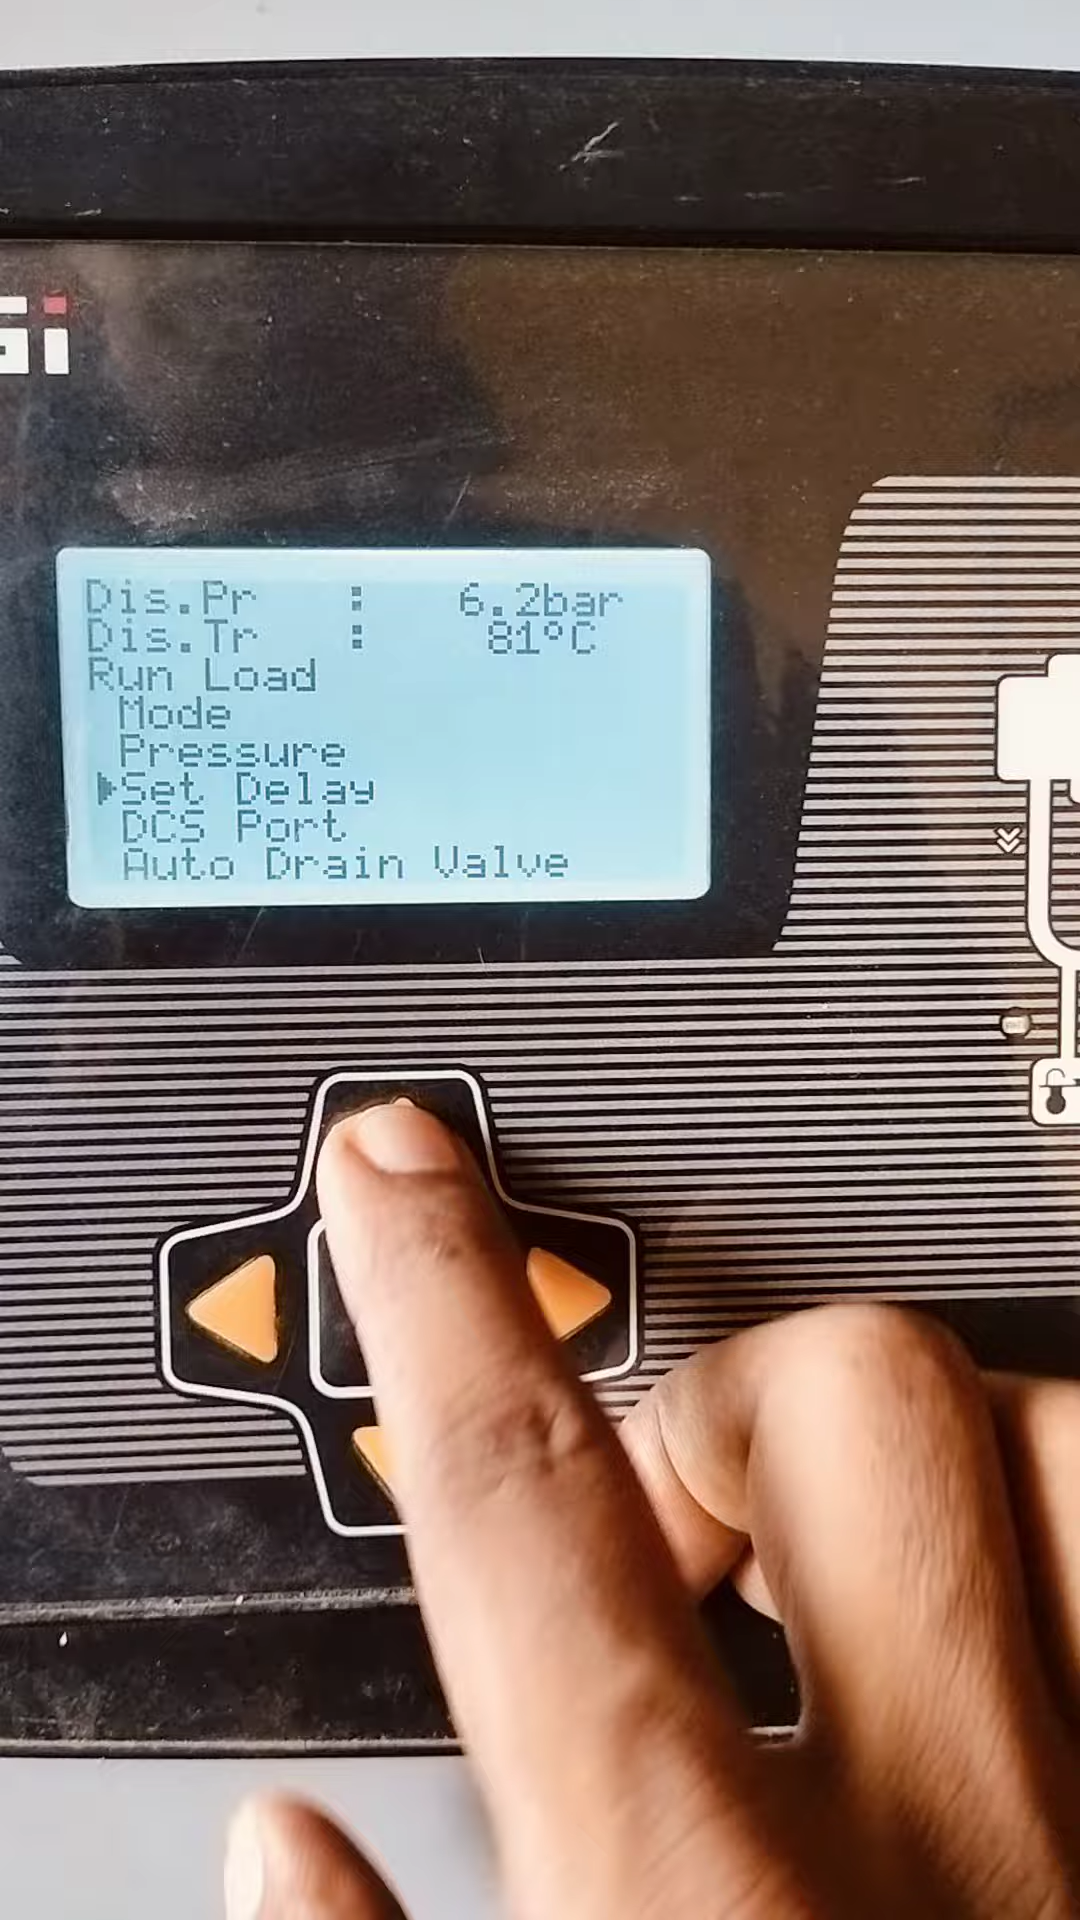 Dis.Pr : 6.2bar
Dis.Tr : 81°C
Run Load
Mode
Pressure
Set Delay
DCS Port
Auto Drain Valve